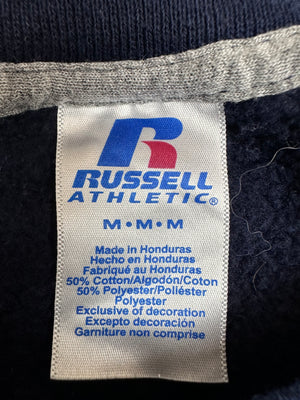 R
RUSSELL
ATHLETIC®
M•M•M
Made in Honduras
Hecho en Honduras
Fabriqué au Honduras
50% Cotton/Algodón/Coton
50% Polyester/Poliéster
Polyester
Exclusive of decoration
Excepto decoración
Garniture non comprise